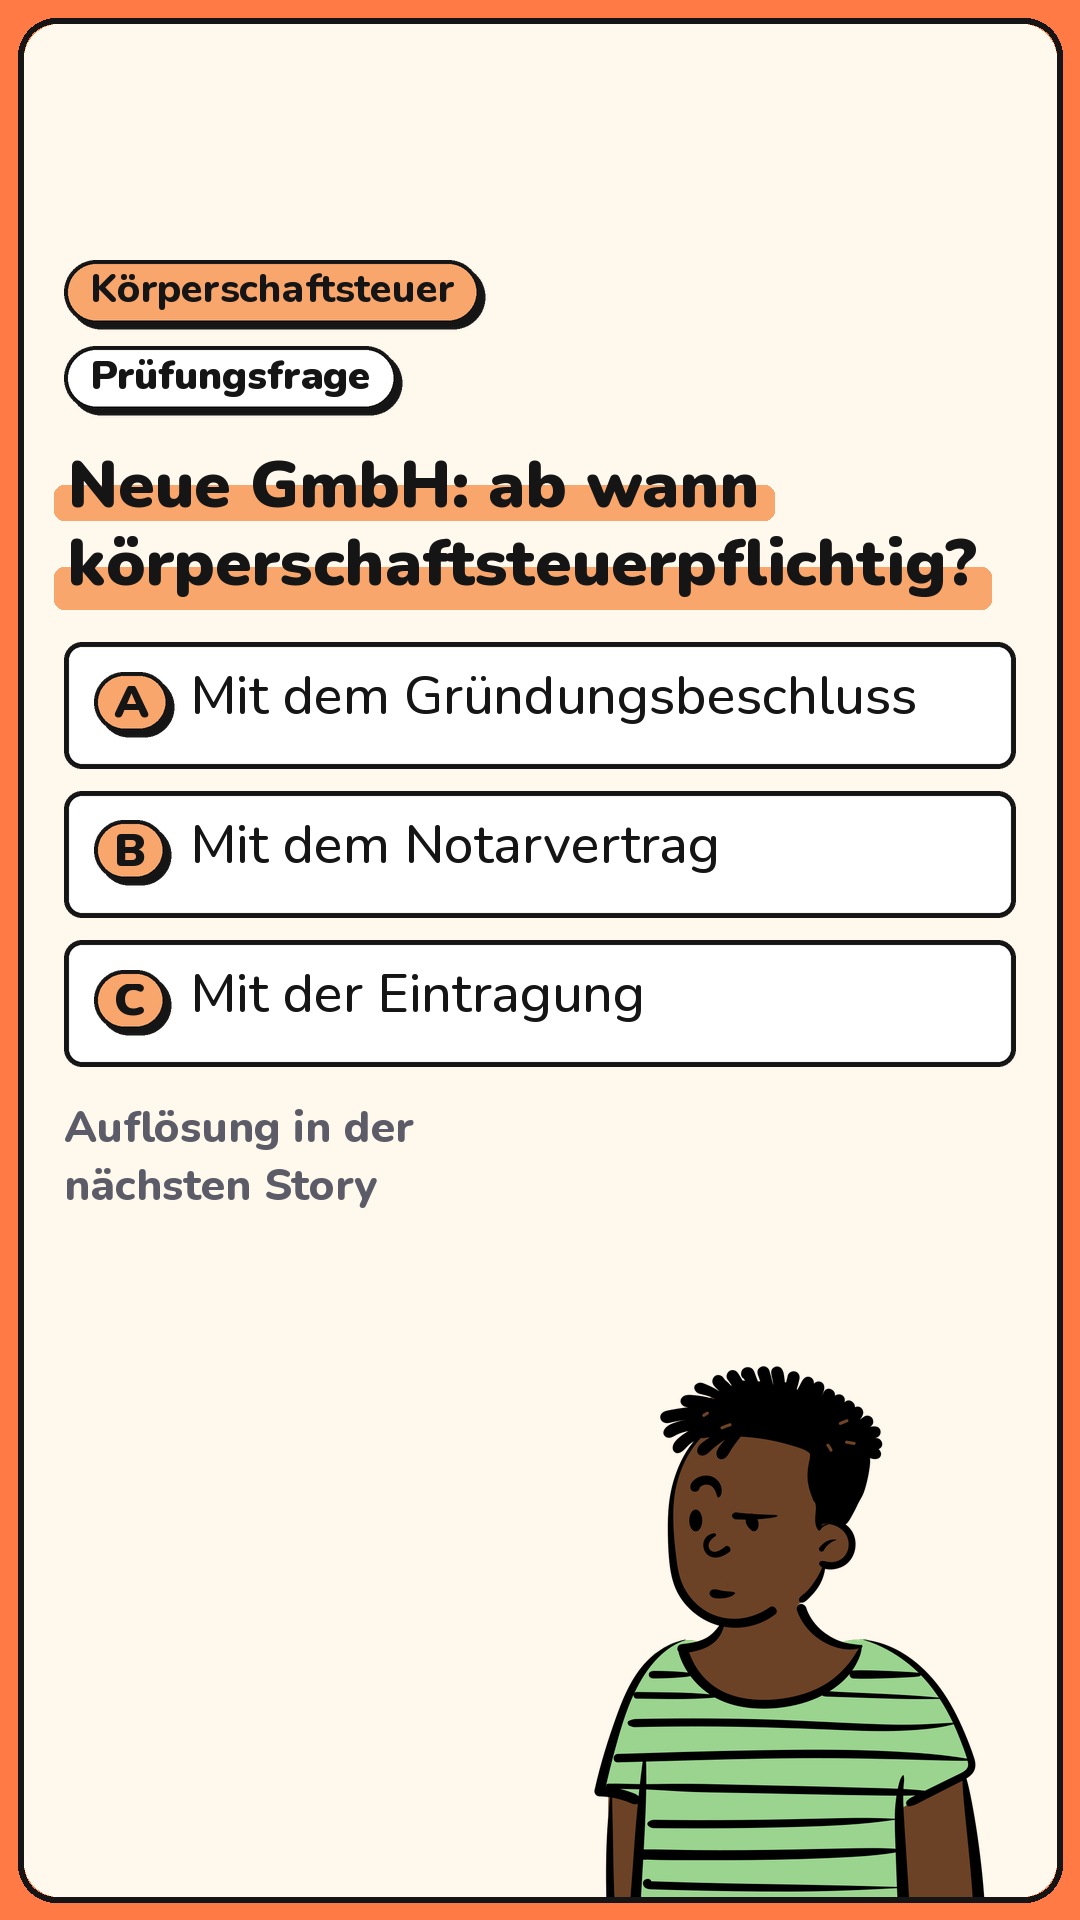 Körperschaftsteuer
Prüfungsfrage
Neue GmbH: ab wann
körperschaftsteuerpflichtig?
A Mit dem Gründungsbeschluss
B Mit dem Notarvertrag
C Mit der Eintragung
Auflösung in der
nächsten Story